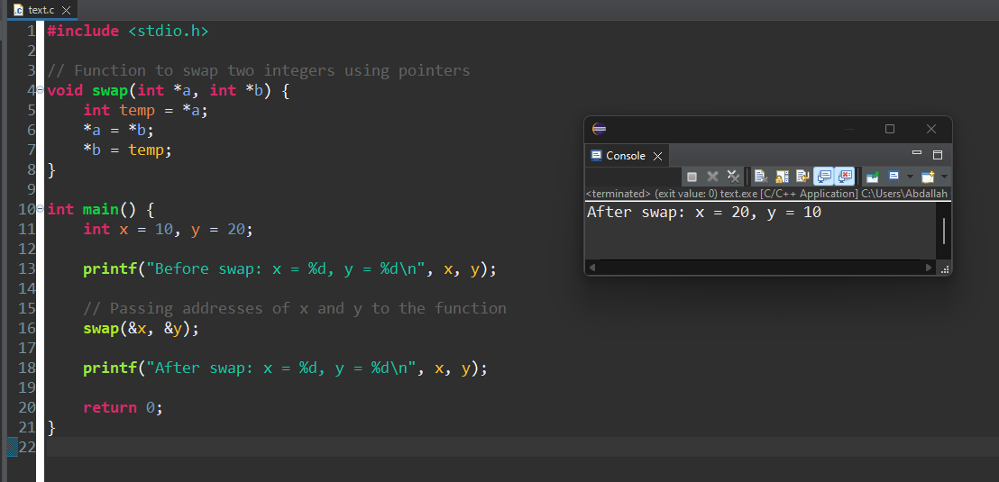 text.c
1 #include <stdio.h>
2
3 // Function to swap two integers using pointers
4 void swap(int *a, int *b) {
5     int temp = *a;
6     *a = *b;
7     *b = temp;
8 }
9
10 int main() {
11     int x = 10, y = 20;
12
13     printf("Before swap: x = %d, y = %d\n", x, y);
14
15     // Passing addresses of x and y to the function
16     swap(&x, &y);
17
18     printf("After swap: x = %d, y = %d\n", x, y);
19
20     return 0;
21 }
22
Console
<terminated> (exit value: 0) text.exe [C/C++ Application] C:\Users\Abdallah
After swap: x = 20, y = 10